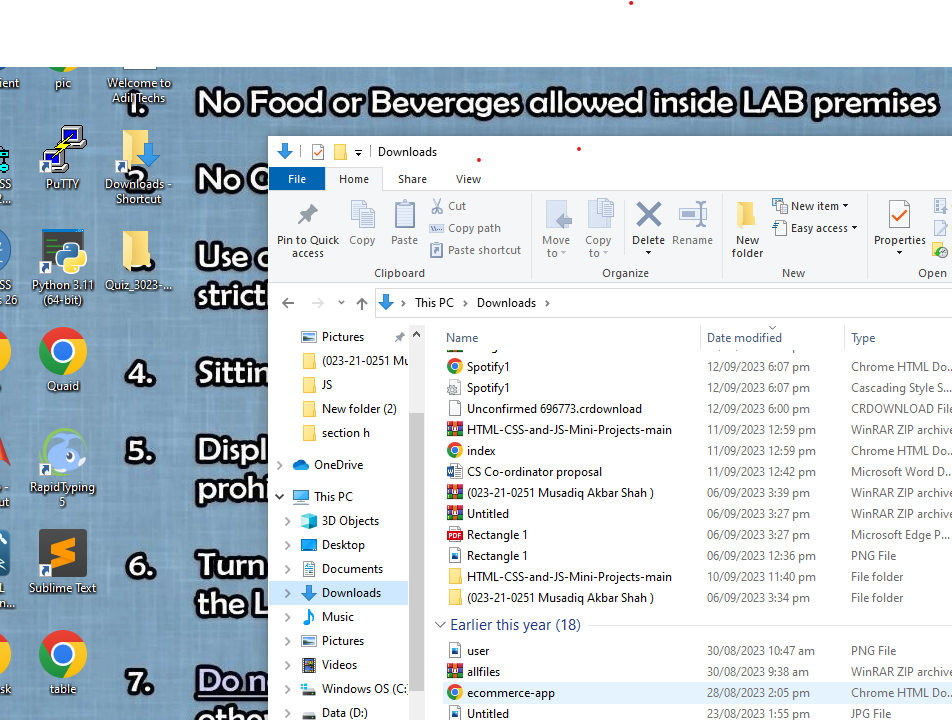 ient
pic
Welcome to
Adil Techs
1.
No Food or Beverages allowed inside LAB premises
PuTTY
Downloads -
Shortcut
2.
No
SS
2...
Downloads
File
Home
Share
View
Pin to Quick
access
Copy
Paste
Cut
Copy path
Paste shortcut
Clipboard
Move
to
Copy
to
Delete
Rename
Organize
New
folder
New item
Easy access
New
Properties
Open
Use
strictl
SS
s 26
Python 3.11
(64-bit)
Quiz_3023-...
This PC
Downloads
Quaid
4.
Sittin
5.
Displ
prohi
RapidTyping
5
-
ut
6.
Turn
the L
L
n...
Sublime Text
sk
table
7.
Do no
other
Pictures
(023-21-0251 Mu
JS
New folder (2)
section h
OneDrive
This PC
3D Objects
Desktop
Documents
Downloads
Music
Pictures
Videos
Windows OS (C:)
Data (D:)
Name Date modified Type
Spotify1 12/09/2023 6:07 pm Chrome HTML Do...
Spotify1 12/09/2023 6:07 pm Cascading Style S...
Unconfirmed 696773.crdownload 12/09/2023 6:00 pm CRDOWNLOAD File
HTML-CSS-and-JS-Mini-Projects-main 11/09/2023 12:59 pm WinRAR ZIP archive
index 11/09/2023 12:59 pm Chrome HTML Do...
CS Co-ordinator proposal 11/09/2023 12:42 pm Microsoft Word D...
(023-21-0251 Musadiq Akbar Shah ) 06/09/2023 3:39 pm WinRAR ZIP archive
Untitled 06/09/2023 3:27 pm WinRAR ZIP archive
Rectangle 1 06/09/2023 3:27 pm Microsoft Edge P...
Rectangle 1 06/09/2023 12:36 pm PNG File
HTML-CSS-and-JS-Mini-Projects-main 10/09/2023 11:40 pm File folder
(023-21-0251 Musadiq Akbar Shah ) 06/09/2023 3:34 pm File folder
Earlier this year (18)
user 30/08/2023 10:47 am PNG File
allfiles 30/08/2023 9:38 am WinRAR ZIP archive
ecommerce-app 28/08/2023 2:05 pm Chrome HTML Do...
Untitled 23/08/2023 1:55 pm JPG File